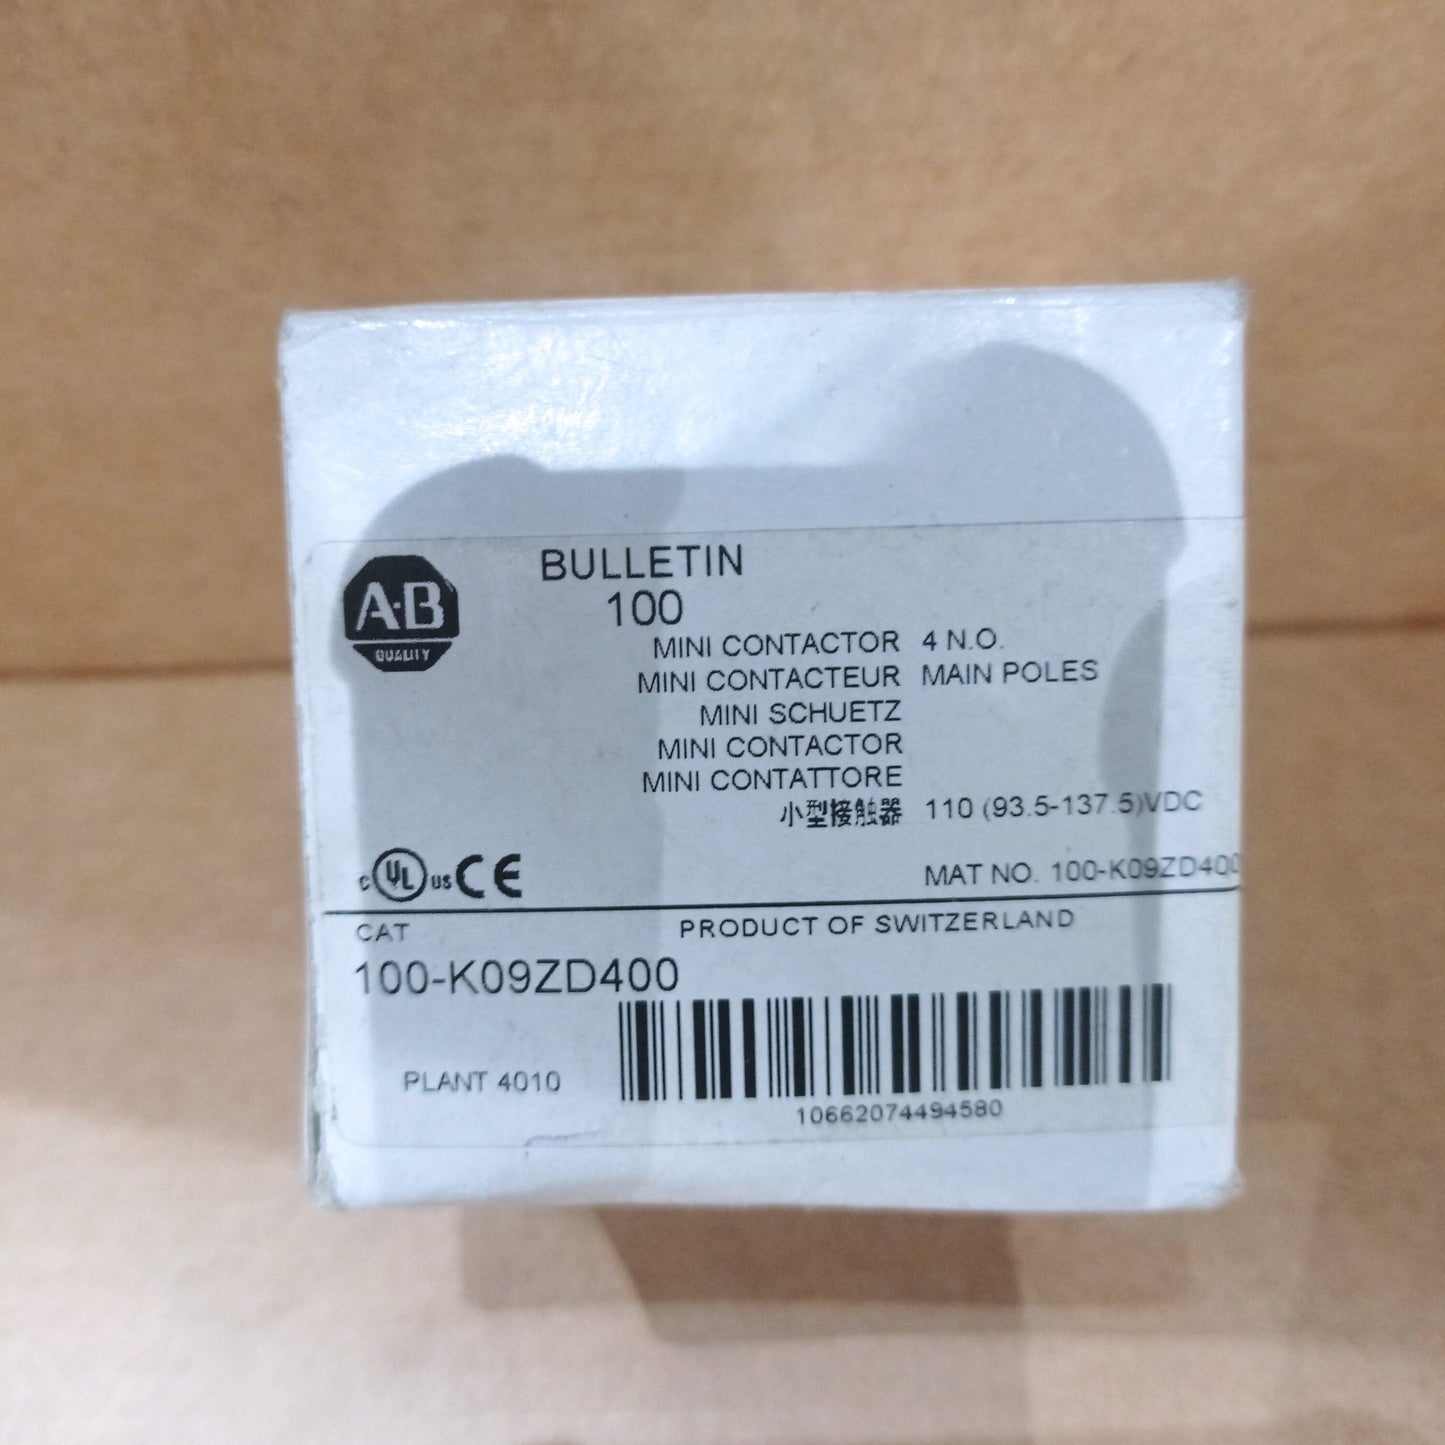 A-B
QUALITY
BULLETIN
100
MINI CONTACTOR 4 N.O.
MINI CONTACTEUR MAIN POLES
MINI SCHUETZ
MINI CONTACTOR
MINI CONTATTORE
小型接触器 110 (93.5-137.5)VDC
C UL US CE
MAT NO. 100-K09ZD400
CAT
PRODUCT OF SWITZERLAND
100-K09ZD400
PLANT 4010
10662074494580